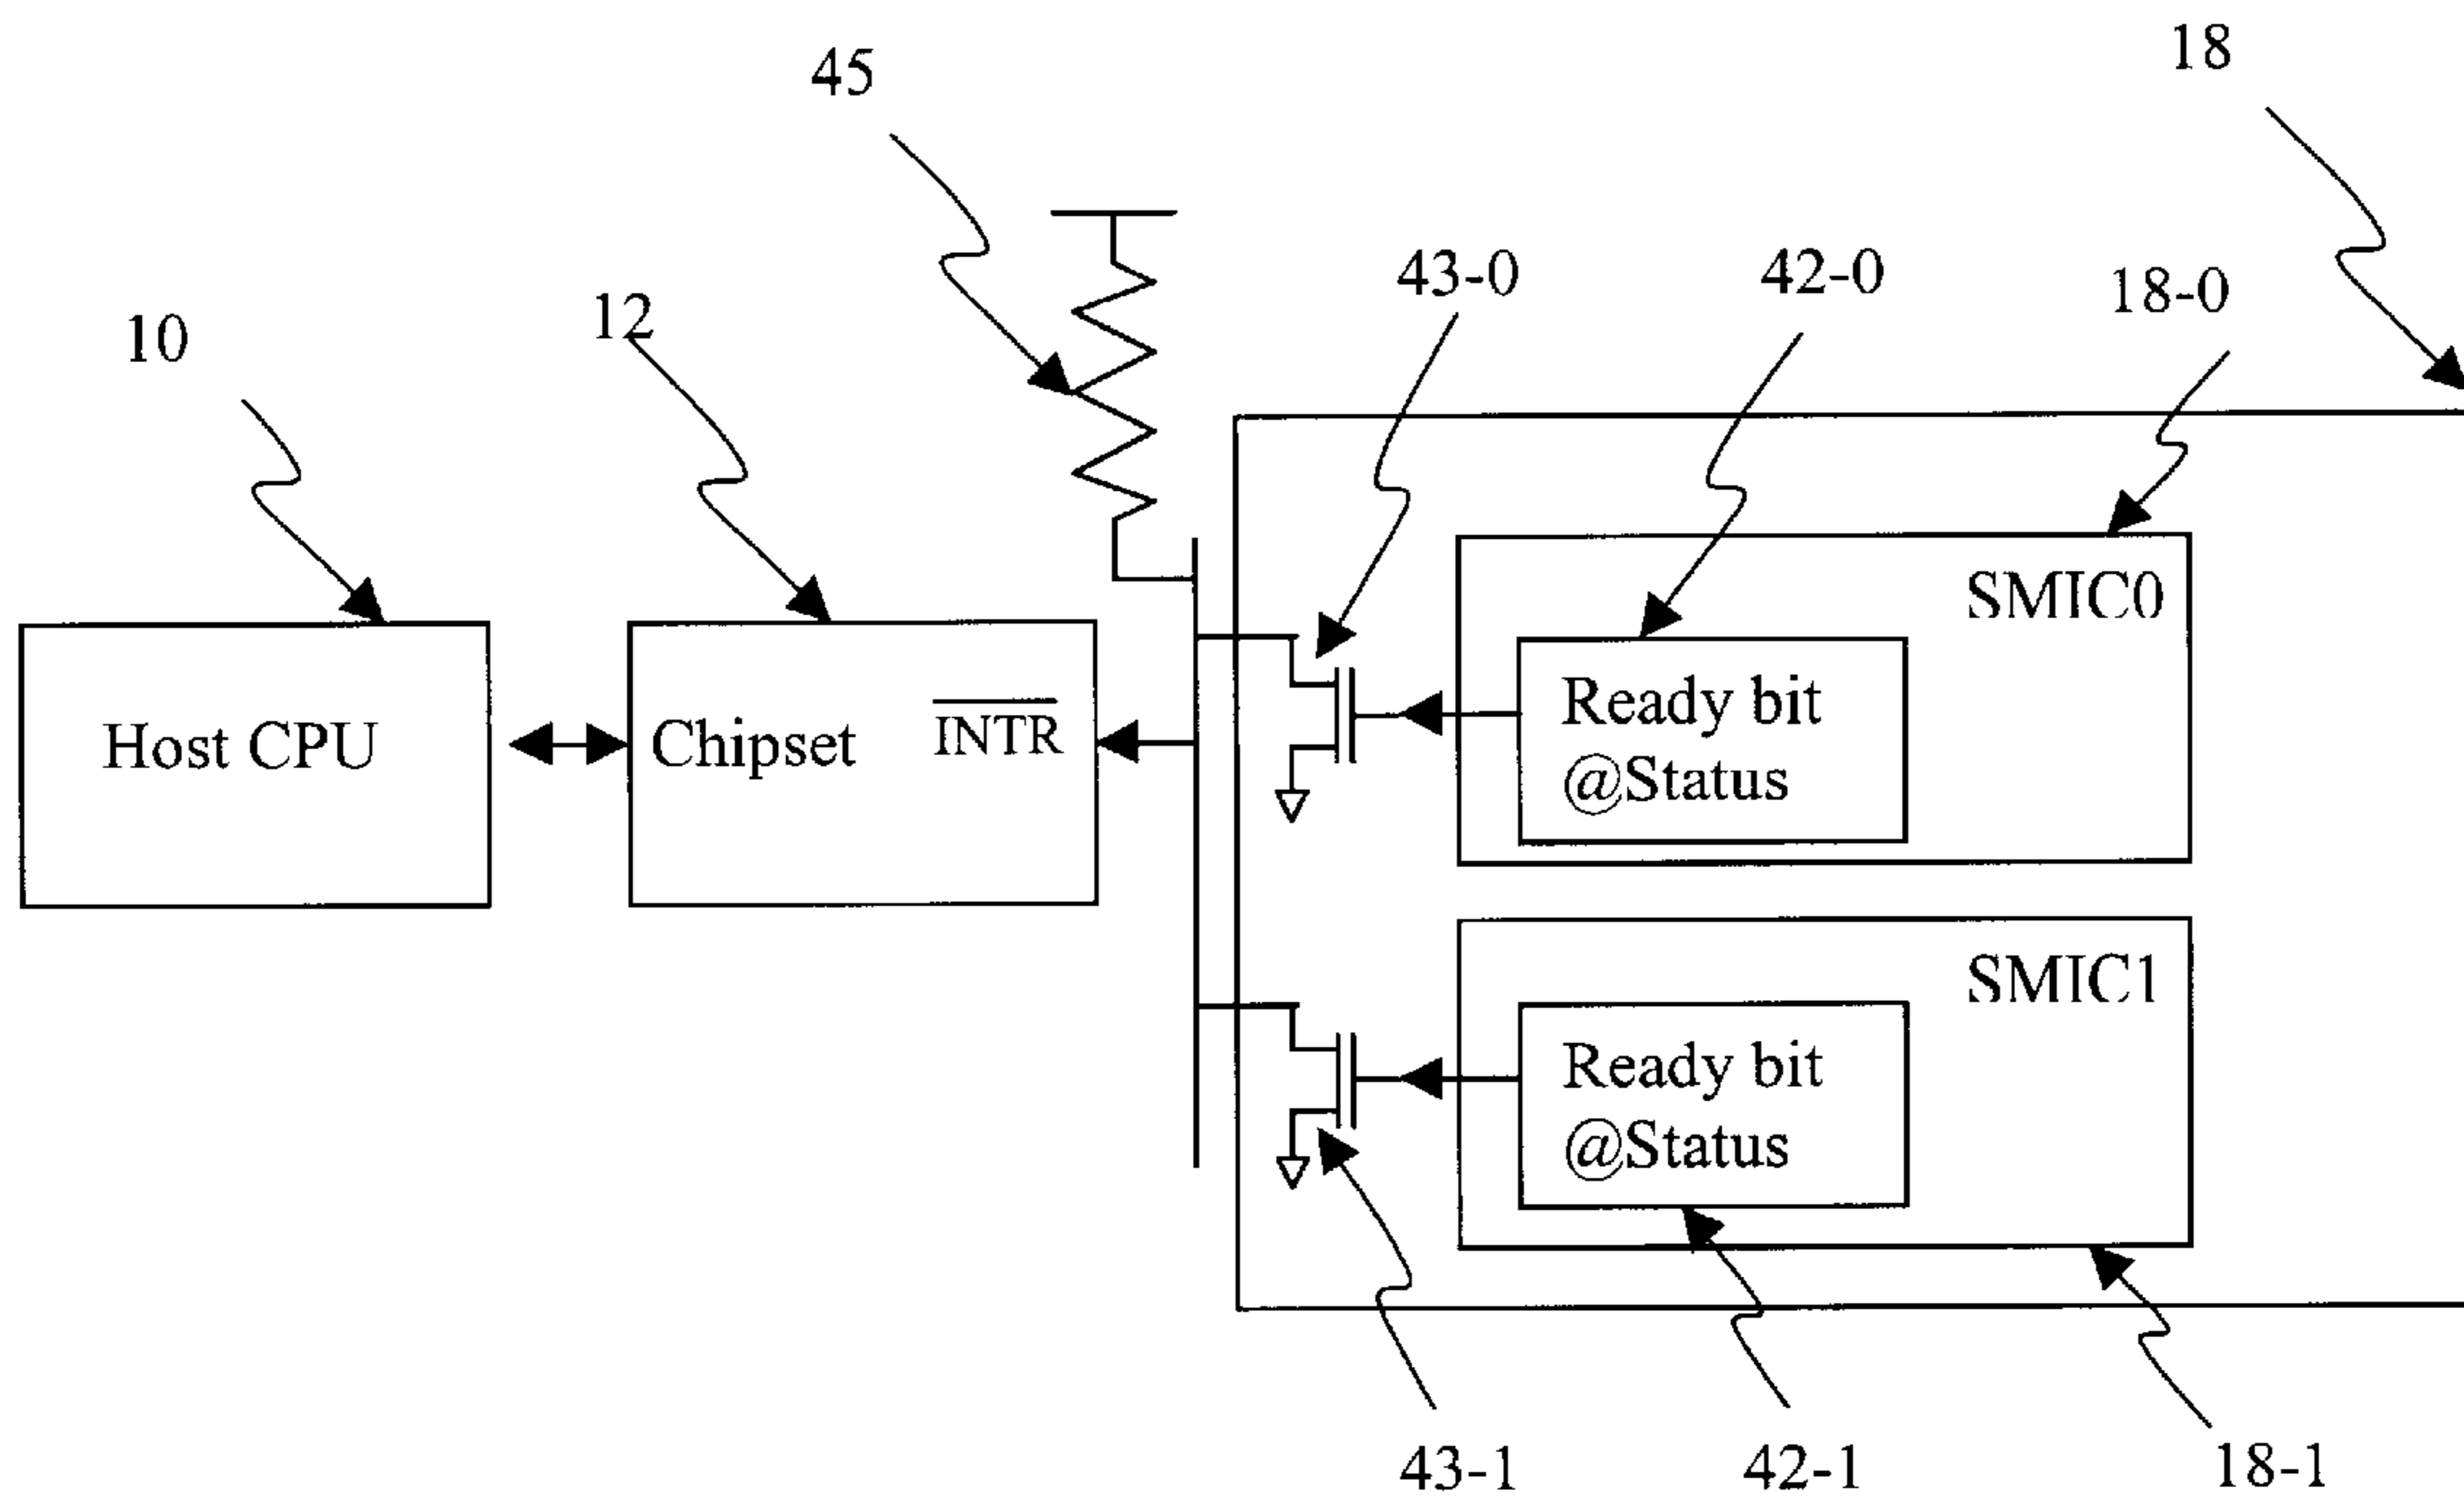 18
45
43-0
42-0
18-0
10
12
SMIC0
Host CPU
Chipset
INTR
Ready bit
@Status
SMIC1
Ready bit
@Status
43-1
42-1
18-1